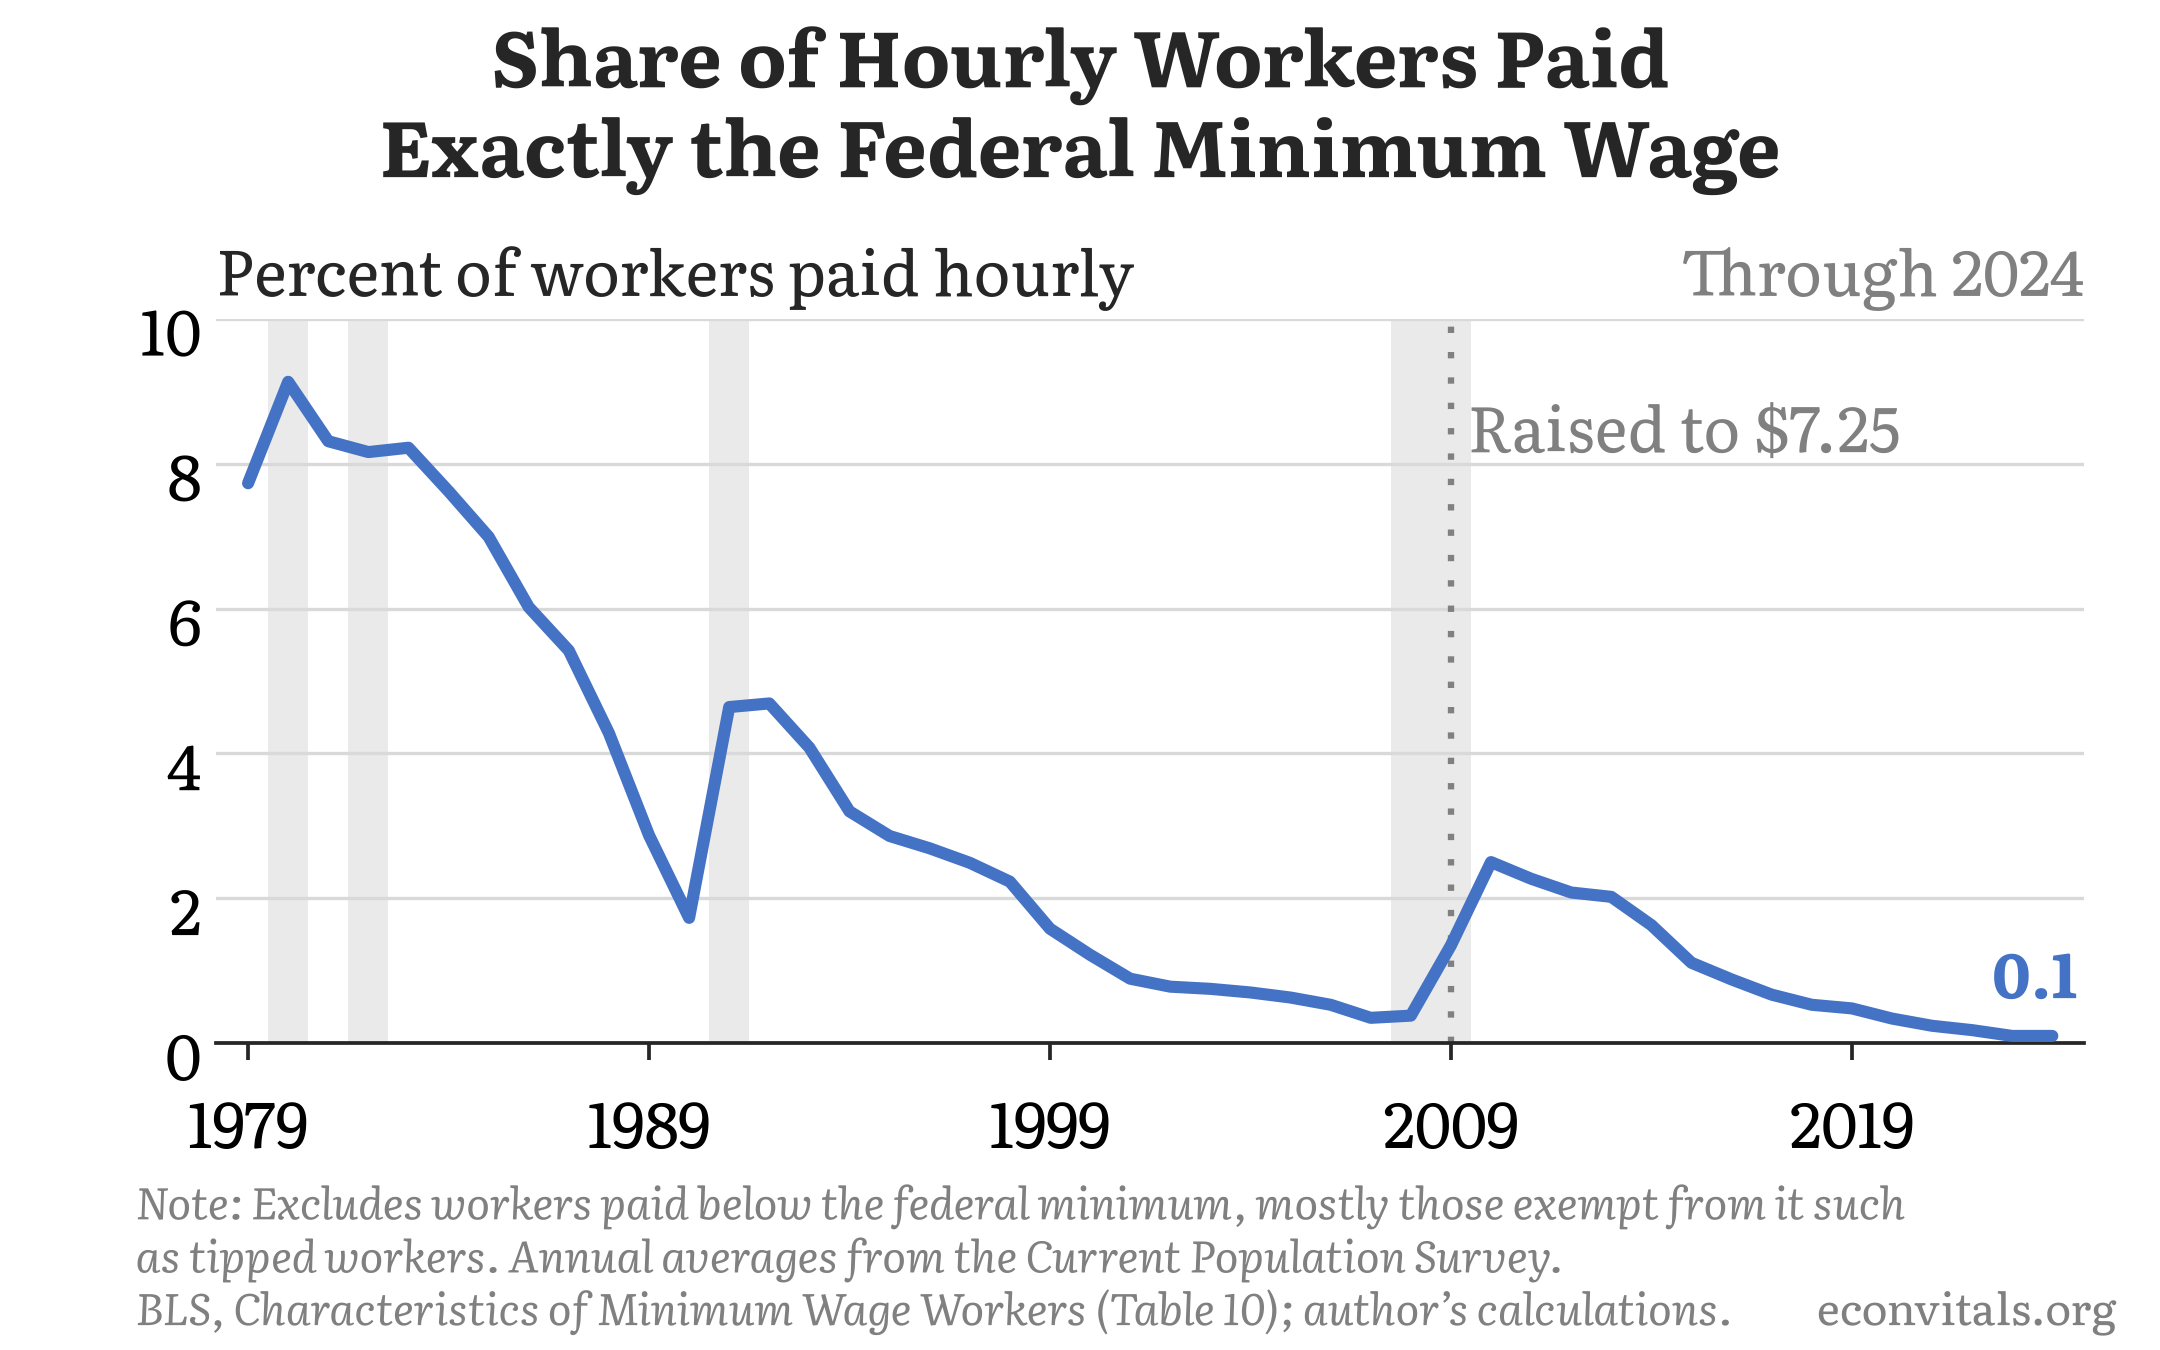 Share of Hourly Workers Paid
Exactly the Federal Minimum Wage
Percent of workers paid hourly
Through 2024
10
8
6
4
2
0
Raised to $7.25
0.1
1979
1989
1999
2009
2019
Note: Excludes workers paid below the federal minimum, mostly those exempt from it such
as tipped workers. Annual averages from the Current Population Survey.
BLS, Characteristics of Minimum Wage Workers (Table 10); author’s calculations.
econvitals.org